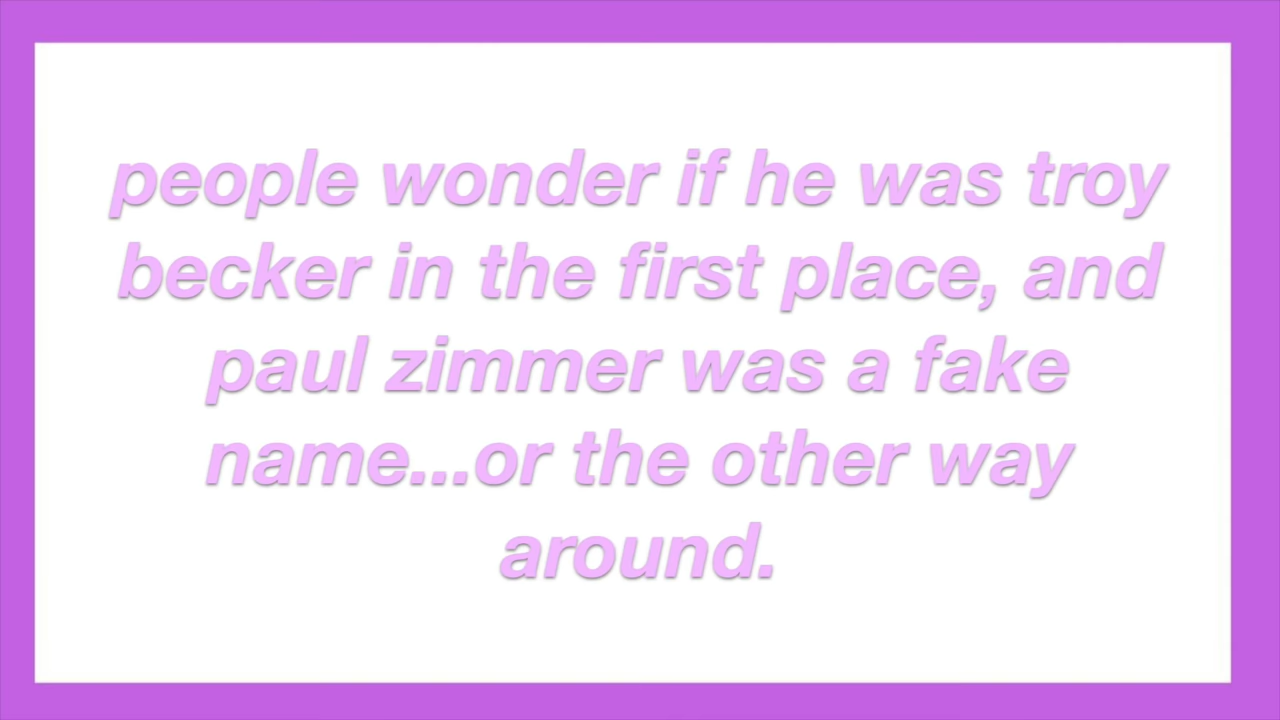 people wonder if he was troy
becker in the first place, and
paul zimmer was a fake
name...or the other way
around.